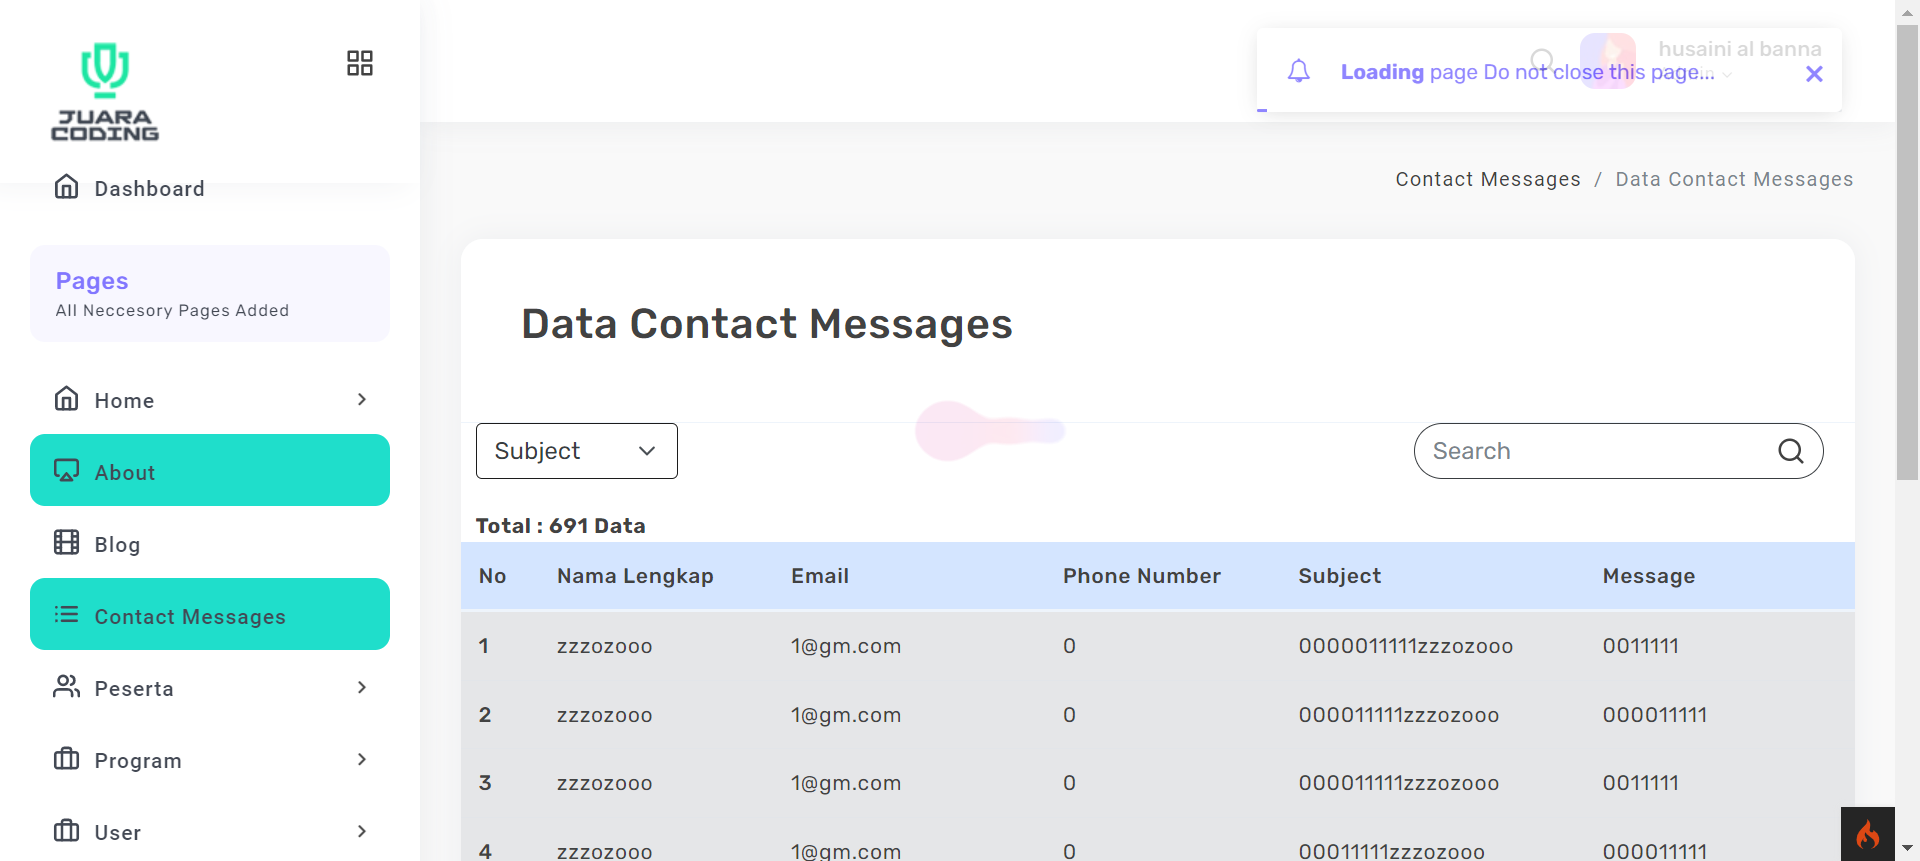 JUARA
CODING
Dashboard
Pages
All Neccesory Pages Added
Home
About
Blog
Contact Messages
Peserta
Program
User
husaini al banna
Loading page Do not close this page...
Contact Messages / Data Contact Messages
Data Contact Messages
Subject
Search
Total : 691 Data
No Nama Lengkap Email Phone Number Subject Message
1 zzzozooo 1@gm.com 0 0000011111zzzozooo 0011111
2 zzzozooo 1@gm.com 0 000011111zzzozooo 000011111
3 zzzozooo 1@gm.com 0 000011111zzzozooo 0011111
4 zzzozooo 1@gm.com 0 00011111zzzozooo 000011111